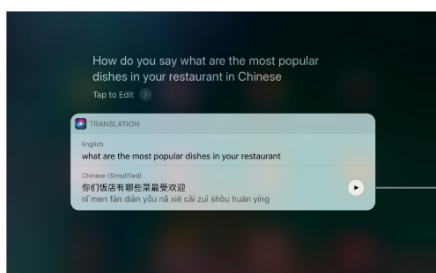 How do you say what are the most popular
dishes in your restaurant in Chinese
Tap to Edit
TRANSLATION
English
what are the most popular dishes in your restaurant
Chinese (Simplified)
你们饭店有哪些菜最受欢迎
nǐ men fàn diàn yǒu nǎ xiē cài zuì shòu huān yíng